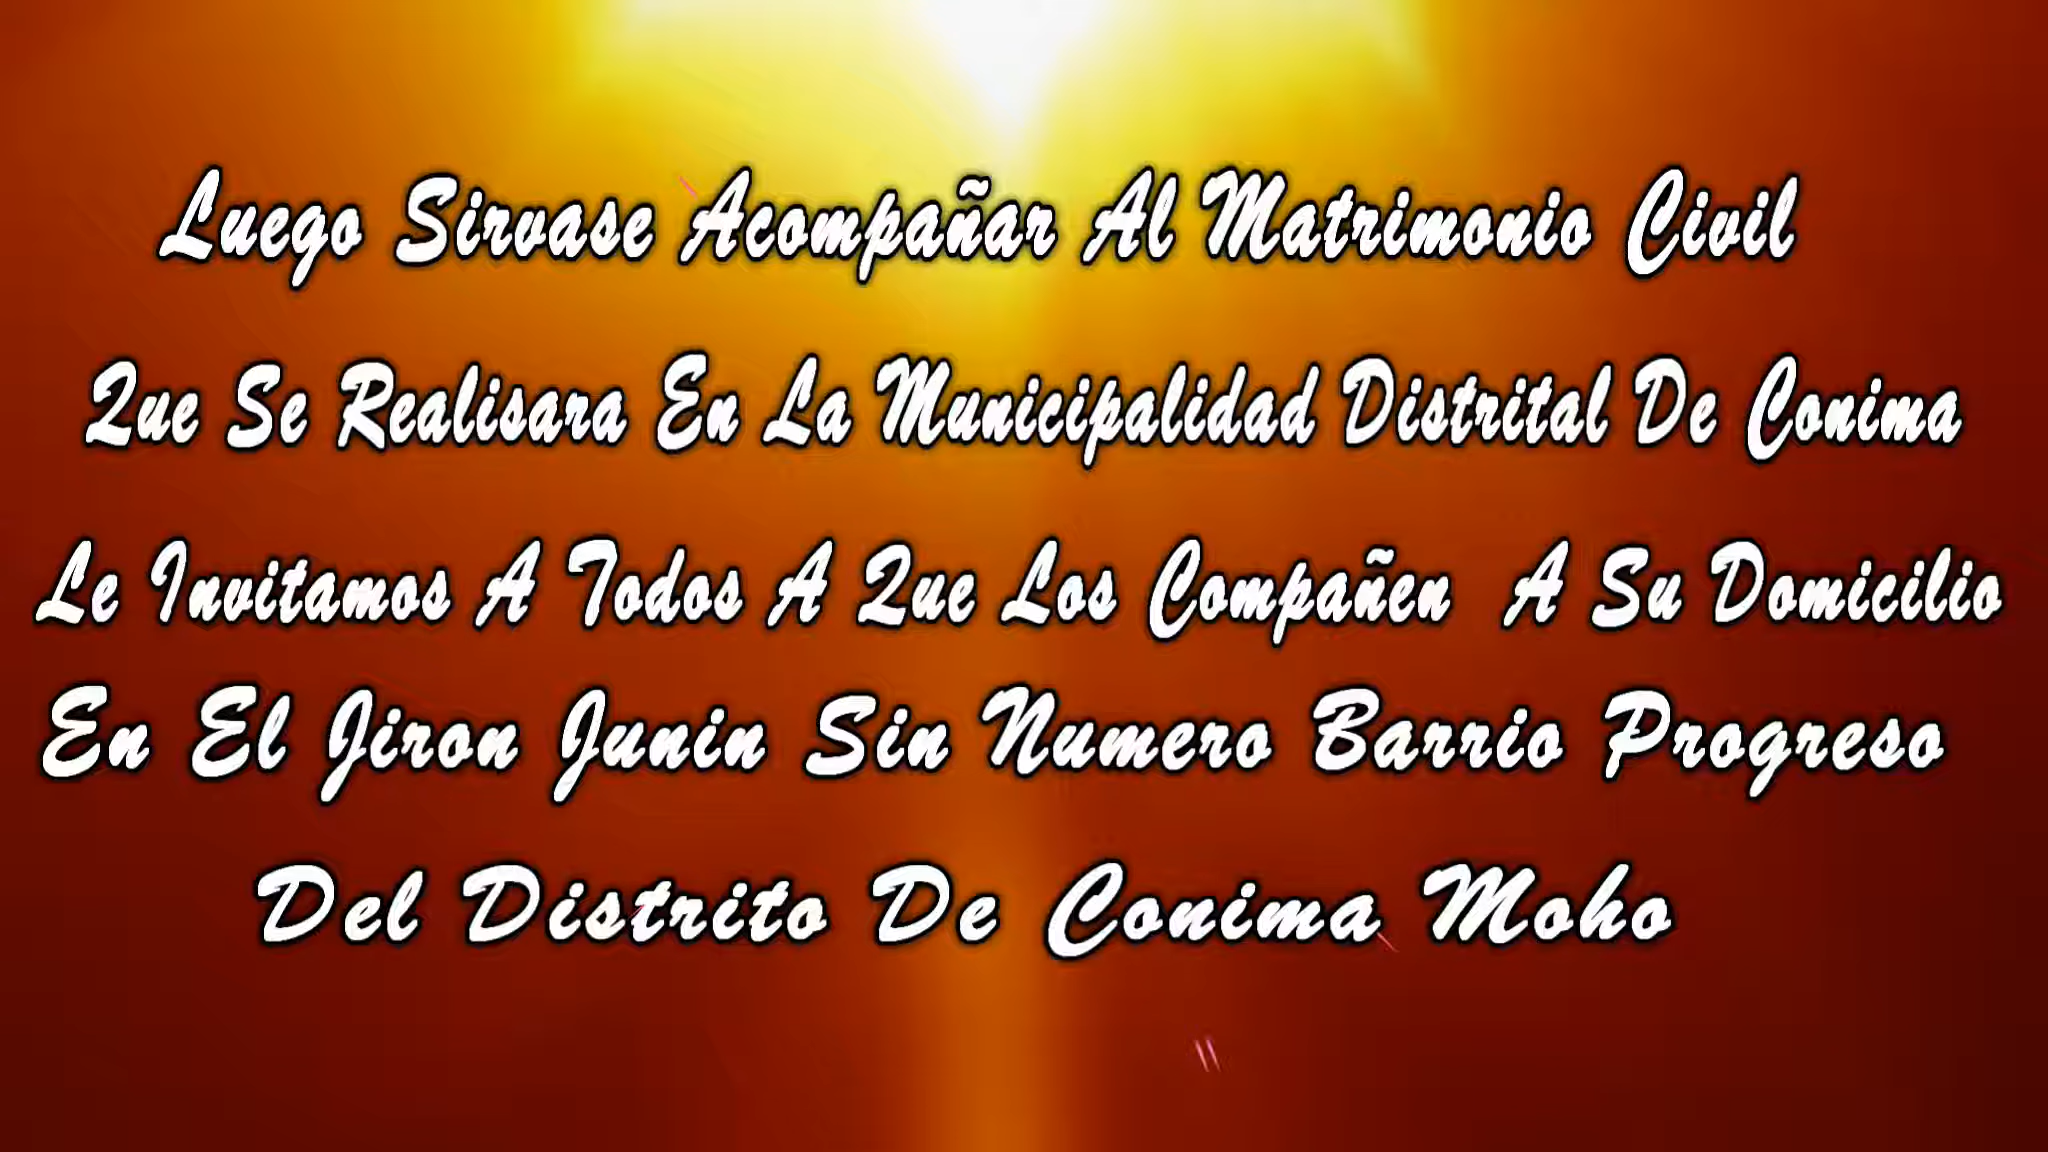 Luego Sirvase Acompañar Al Matrimonio Civil
Que Se Realisara En La Municipalidad Distrital De Conima
Le Invitamos A Todos A Que Los Compañen A Su Domicilio
En El Jiron Junin Sin Numero Barrio Progreso
Del Distrito De Conima Moho